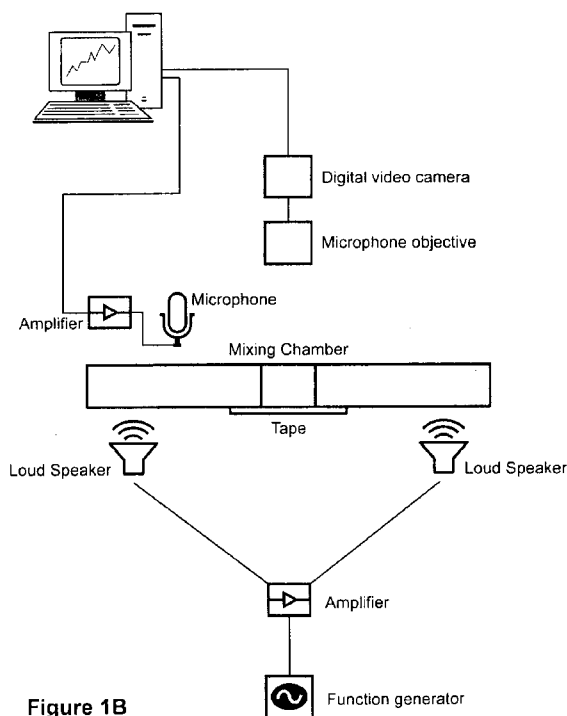 Digital video camera
Microphone objective
Microphone
Amplifier
Mixing Chamber
Tape
Loud Speaker
Loud Speaker
Amplifier
Function generator
Figure 1B